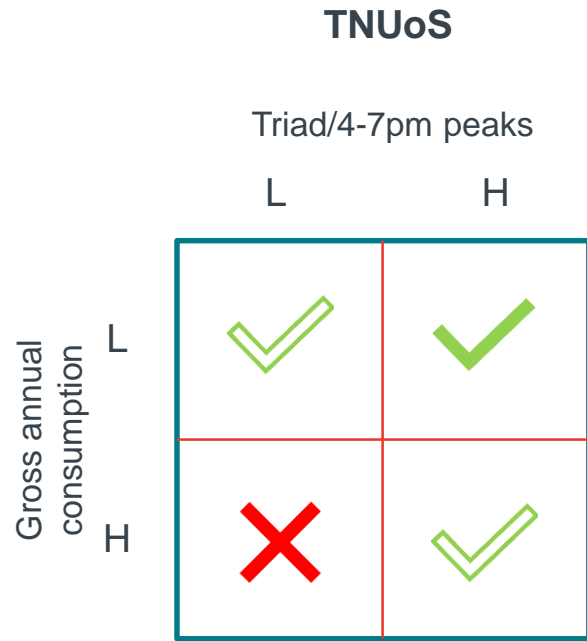 TNUoS
Triad/4-7pm peaks
L H
Gross annual
consumption
L
H